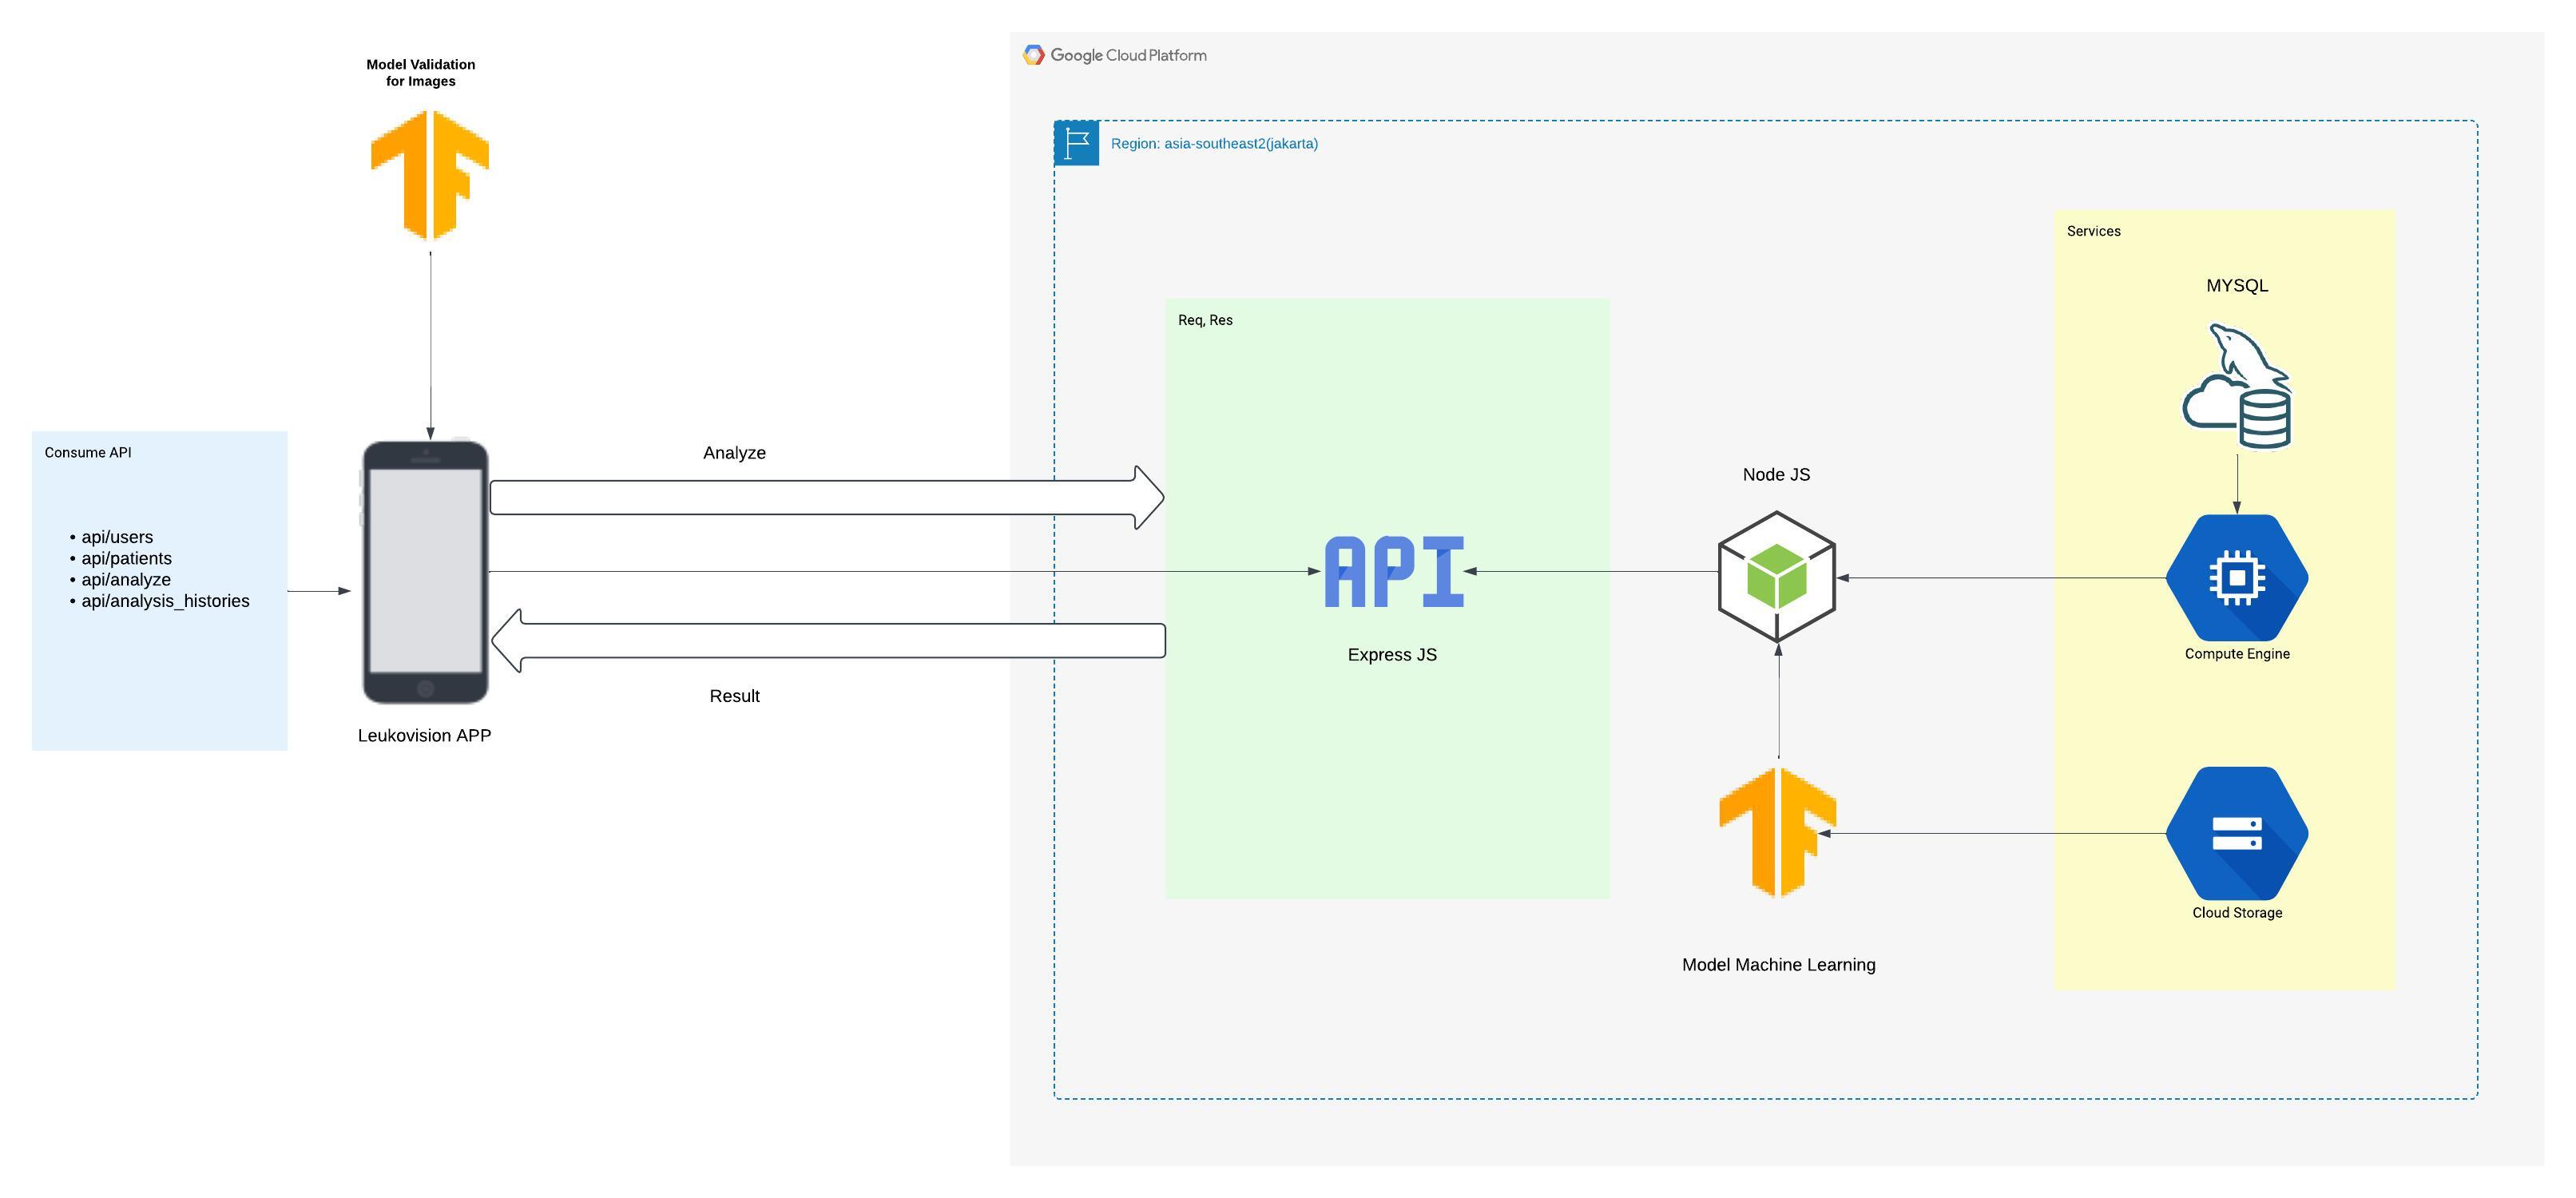 Model Validation
for Images
Google Cloud Platform
Region: asia-southeast2(jakarta)
Services
MYSQL
Req, Res
Consume API
• api/users
• api/patients
• api/analyze
• api/analysis_histories
Analyze
Node JS
API
Express JS
Compute Engine
Result
Leukovision APP
Cloud Storage
Model Machine Learning